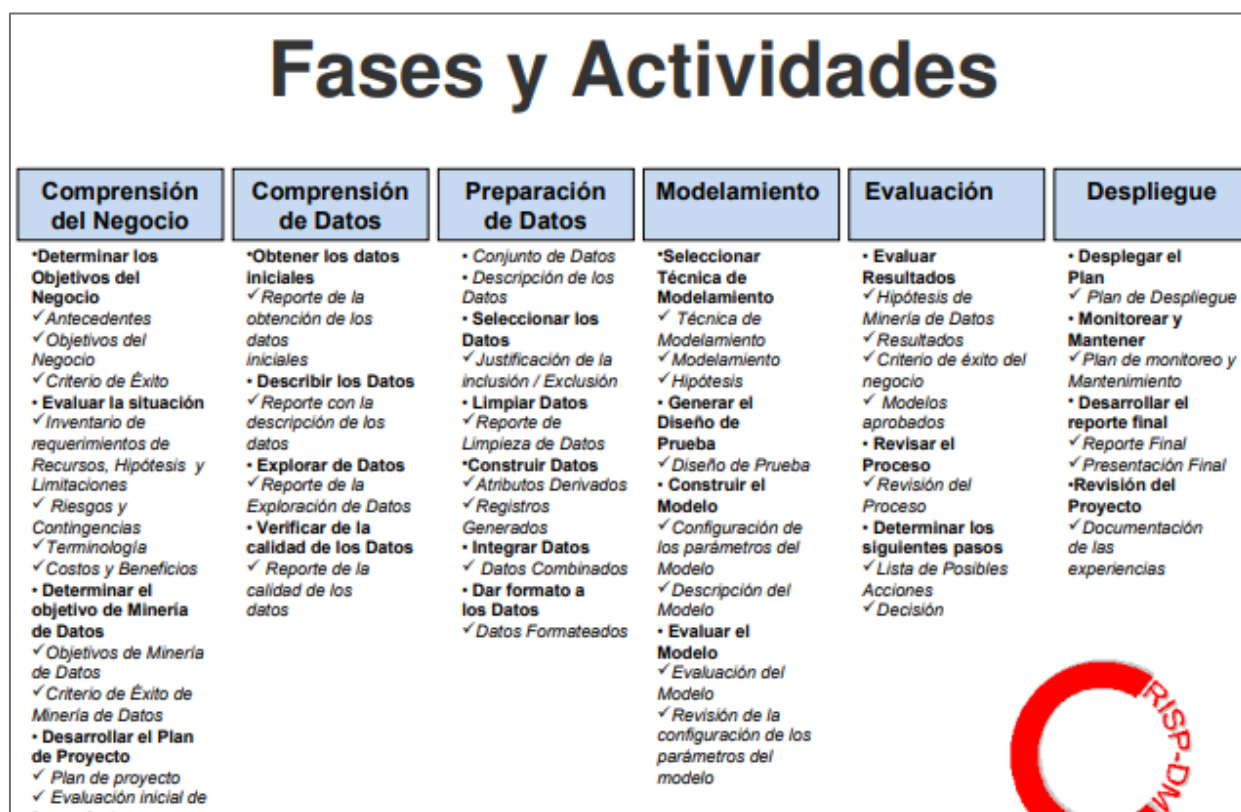 Fases y Actividades
Comprensión
del Negocio
•Determinar los
Objetivos del
Negocio
✓Antecedentes
✓Objetivos del
Negocio
✓Criterio de Éxito
• Evaluar la situación
✓Inventario de
requerimientos de
Recursos, Hipótesis y
Limitaciones
✓ Riesgos y
Contingencias
✓Terminología
✓Costos y Beneficios
• Determinar el
objetivo de Minería
de Datos
✓Objetivos de Minería
de Datos
✓Criterio de Éxito de
Minería de Datos
• Desarrollar el Plan
de Proyecto
✓ Plan de proyecto
✓ Evaluación inicial de
Comprensión
de Datos
•Obtener los datos
iniciales
✓Reporte de la
obtención de los
datos
iniciales
• Describir los Datos
✓Reporte con la
descripción de los
datos
• Explorar de Datos
✓Reporte de la
Exploración de Datos
• Verificar de la
calidad de los Datos
✓ Reporte de la
calidad de los
datos
Preparación
de Datos
• Conjunto de Datos
• Descripción de los
Datos
• Seleccionar los
Datos
✓Justificación de la
inclusión / Exclusión
• Limpiar Datos
✓Reporte de
Limpieza de Datos
•Construir Datos
✓Atributos Derivados
✓Registros
Generados
• Integrar Datos
✓ Datos Combinados
• Dar formato a
los Datos
✓Datos Formateados
Modelamiento
•Seleccionar
Técnica de
Modelamiento
✓ Técnica de
Modelamiento
✓Modelamiento
✓Hipótesis
• Generar el
Diseño de
Prueba
✓Diseño de Prueba
• Construir el
Modelo
✓Configuración de
los parámetros del
Modelo
✓Descripción del
Modelo
• Evaluar el
Modelo
✓Evaluación del
Modelo
✓Revisión de la
configuración de los
parámetros del
modelo
Evaluación
• Evaluar
Resultados
✓Hipótesis de
Minería de Datos
✓Resultados
✓Criterio de éxito del
negocio
✓ Modelos
aprobados
• Revisar el
Proceso
✓Revisión del
Proceso
• Determinar los
siguientes pasos
✓Lista de Posibles
Acciones
✓Decisión
Despliegue
• Desplegar el
Plan
✓ Plan de Despliegue
• Monitorear y
Mantener
✓Plan de monitoreo y
Mantenimiento
• Desarrollar el
reporte final
✓Reporte Final
✓Presentación Final
•Revisión del
Proyecto
✓Documentación
de las
experiencias
RISP-DM